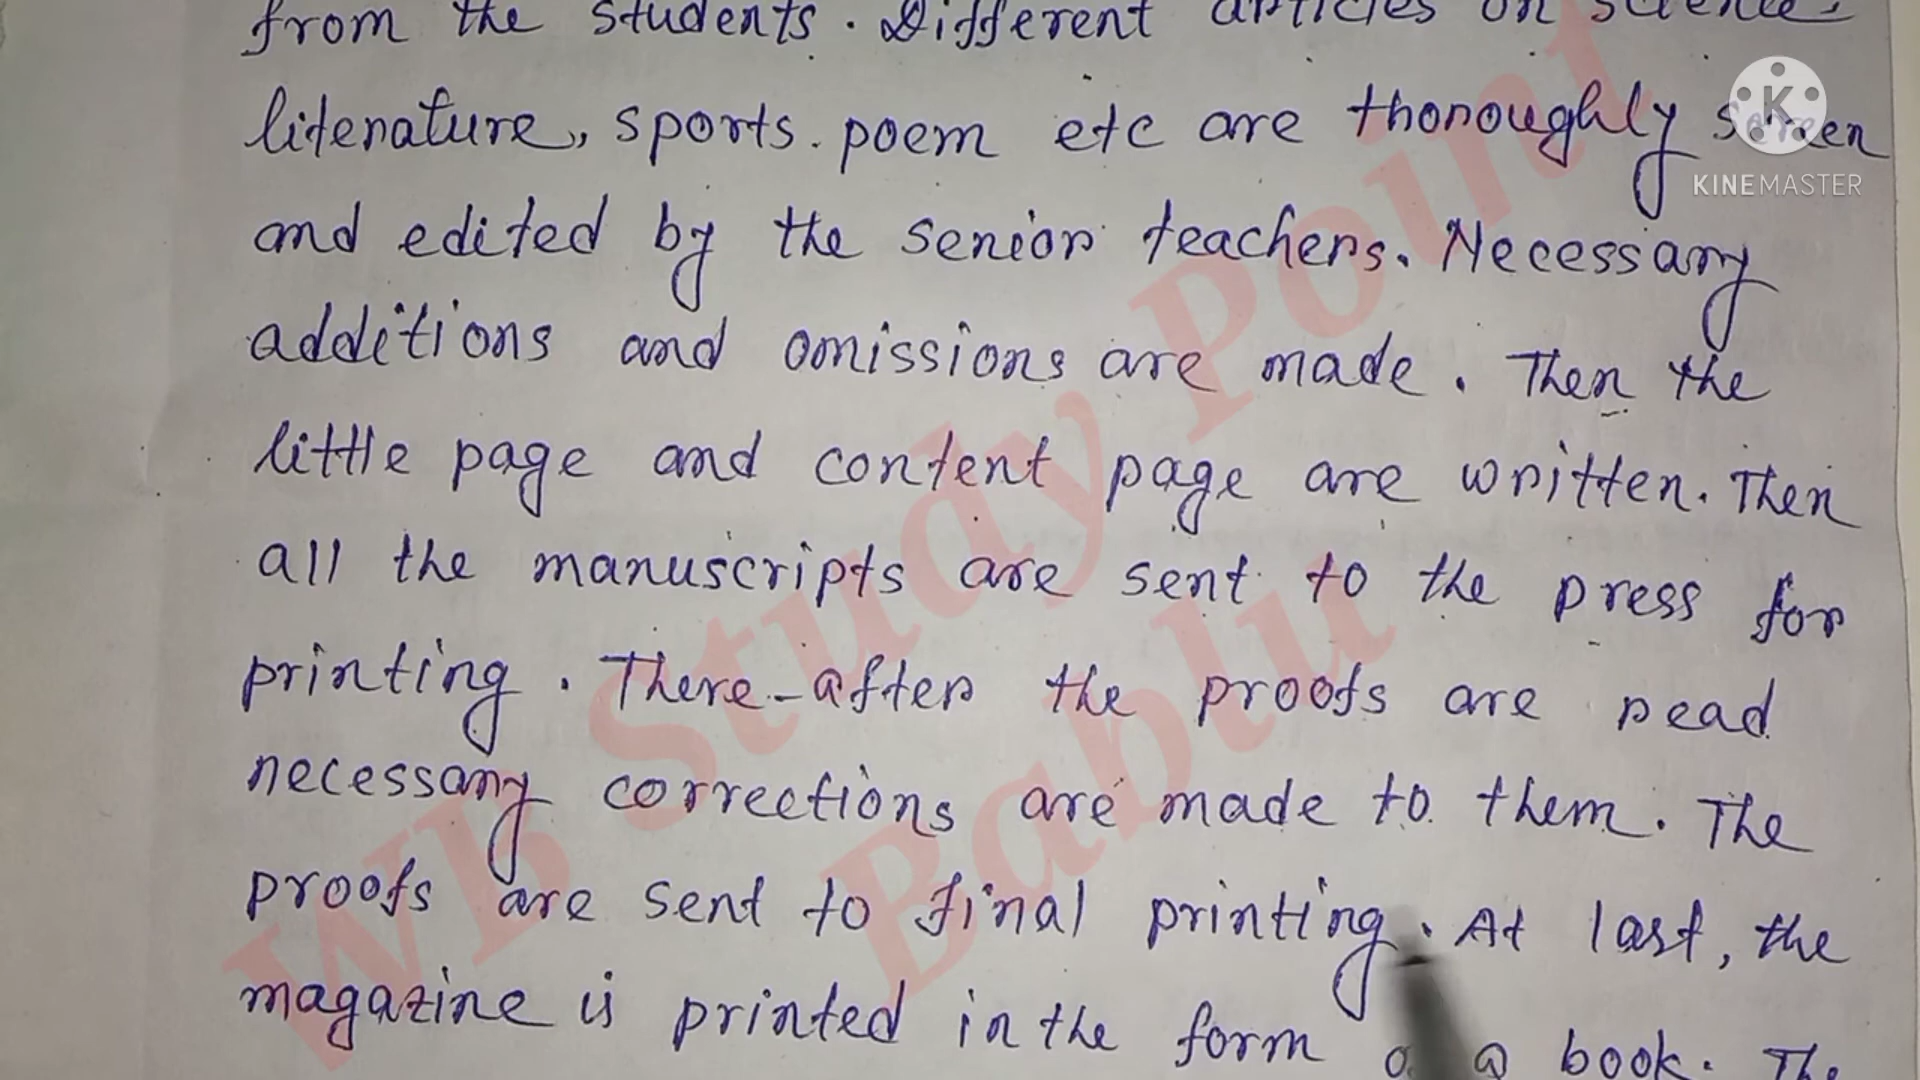 from the students. Different articles on science,
literature, sports. poem etc are thoroughly
KINEMASTER
and edited by the senior teachers. Necessary
additions and omissions are made. Then the
little page and content page are written. Then
all the manuscripts are sent to the press for
printing. There-after the proofs are read
necessary corrections are made to them. The
proofs are sent to final printing. At last, the
magazine is printed in the form a book. The
WB Study Point
Bablu